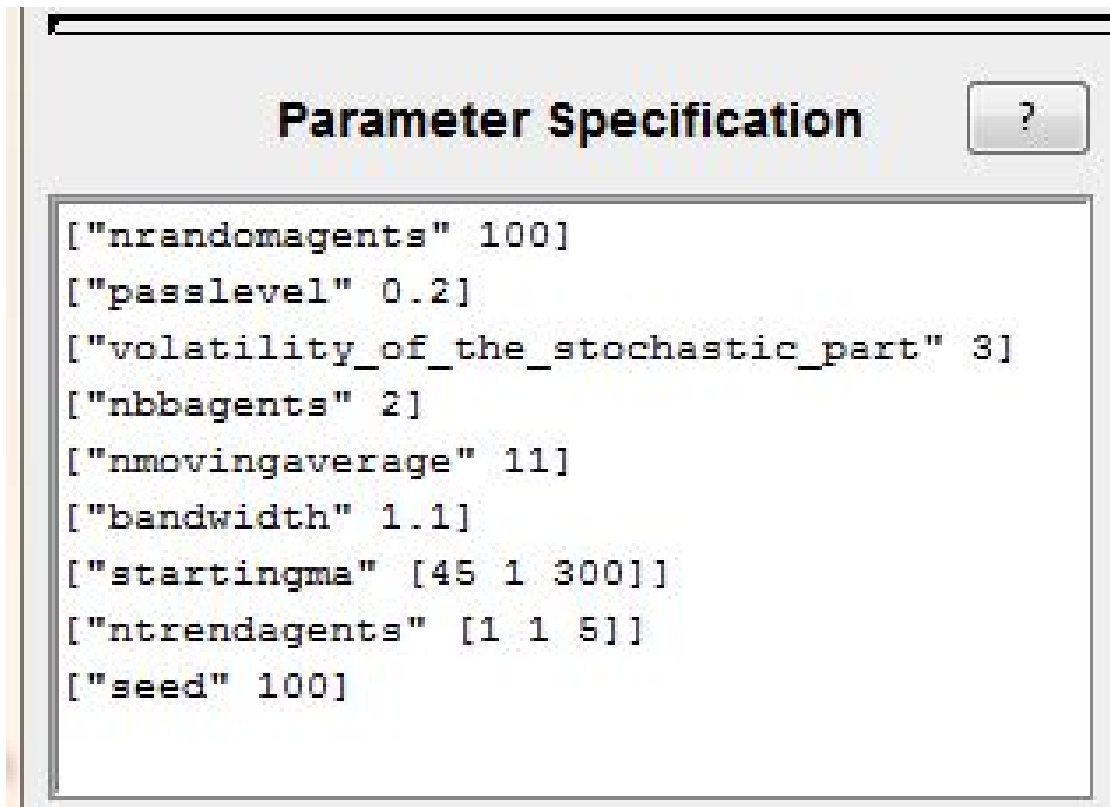 Parameter Specification
?
["nrandomagents" 100]
["passlevel" 0.2]
["volatility_of_the_stochastic_part" 3]
["nbbagents" 2]
["nmovingaverage" 11]
["bandwidth" 1.1]
["startingma" [45 1 300]]
["ntrendagents" [1 1 5]]
["seed" 100]